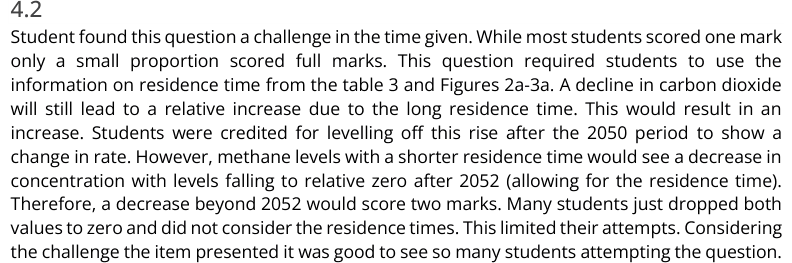 4.2
Student found this question a challenge in the time given. While most students scored one mark
only a small proportion scored full marks. This question required students to use the
information on residence time from the table 3 and Figures 2a-3a. A decline in carbon dioxide
will still lead to a relative increase due to the long residence time. This would result in an
increase. Students were credited for levelling off this rise after the 2050 period to show a
change in rate. However, methane levels with a shorter residence time would see a decrease in
concentration with levels falling to relative zero after 2052 (allowing for the residence time).
Therefore, a decrease beyond 2052 would score two marks. Many students just dropped both
values to zero and did not consider the residence times. This limited their attempts. Considering
the challenge the item presented it was good to see so many students attempting the question.